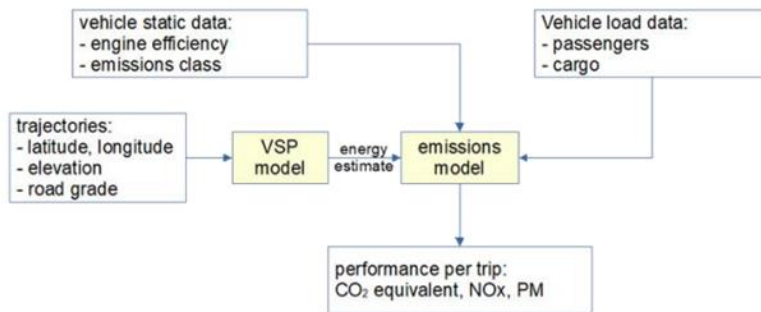 vehicle static data:
- engine efficiency
- emissions class
Vehicle load data:
- passengers
- cargo
trajectories:
- latitude, longitude
- elevation
- road grade
VSP
model
energy
estimate
emissions
model
performance per trip:
CO₂ equivalent, NOx, PM